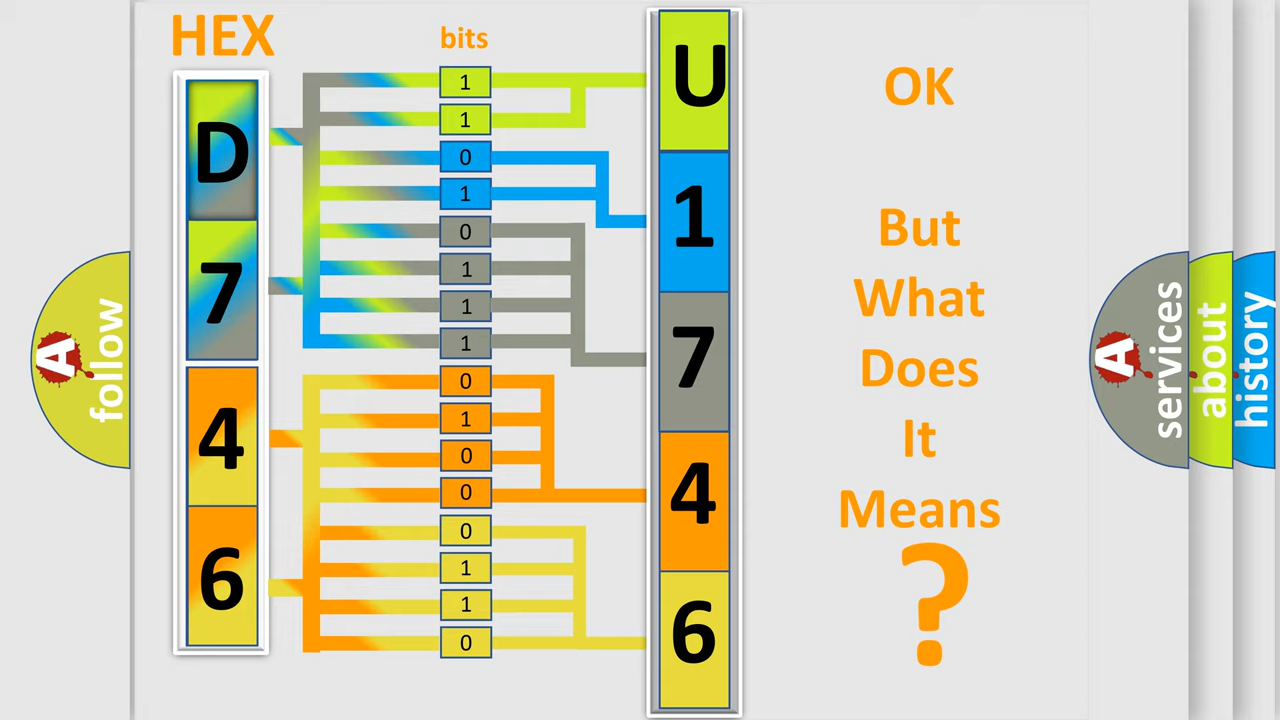 HEX
bits
D
7
4
6
1
1
0
1
0
1
1
1
0
1
0
0
0
1
1
0
U
1
7
4
6
OK
But
What
Does
It
Means
?
A
follow
A
services
about
history